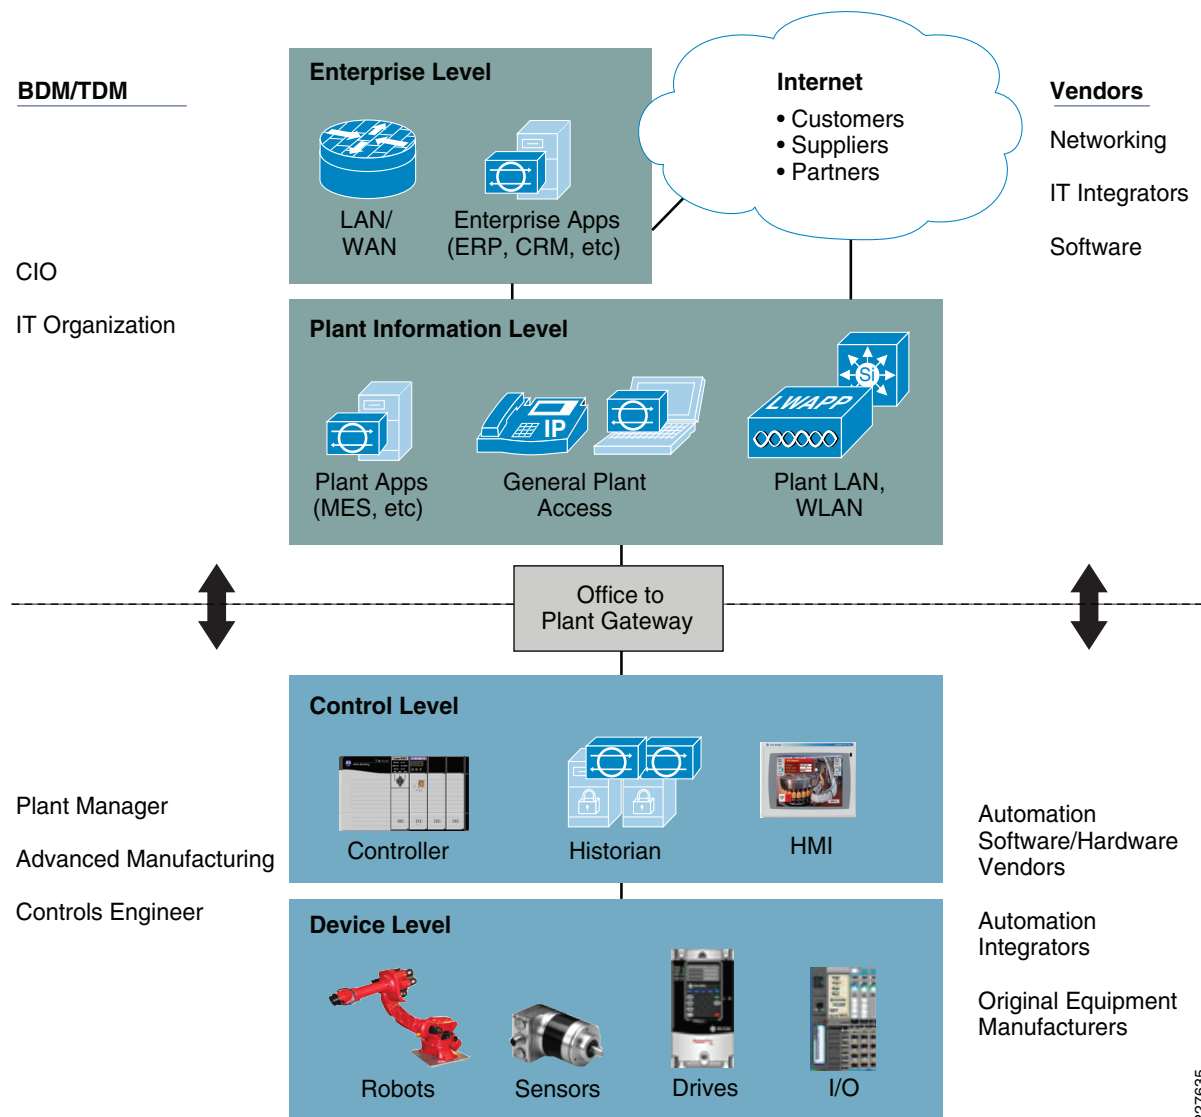 BDM/TDM
CIO
IT Organization
Enterprise Level
LAN/
WAN
Enterprise Apps
(ERP, CRM, etc)
Internet
• Customers
• Suppliers
• Partners
Vendors
Networking
IT Integrators
Software
Plant Information Level
Plant Apps
(MES, etc)
IP
General Plant
Access
LWAPP
Si
Plant LAN,
WLAN
Office to
Plant Gateway
Plant Manager
Advanced Manufacturing
Controls Engineer
Control Level
Controller
Historian
HMI
Device Level
Robots
Sensors
Drives
I/O
Automation
Software/Hardware
Vendors
Automation
Integrators
Original Equipment
Manufacturers